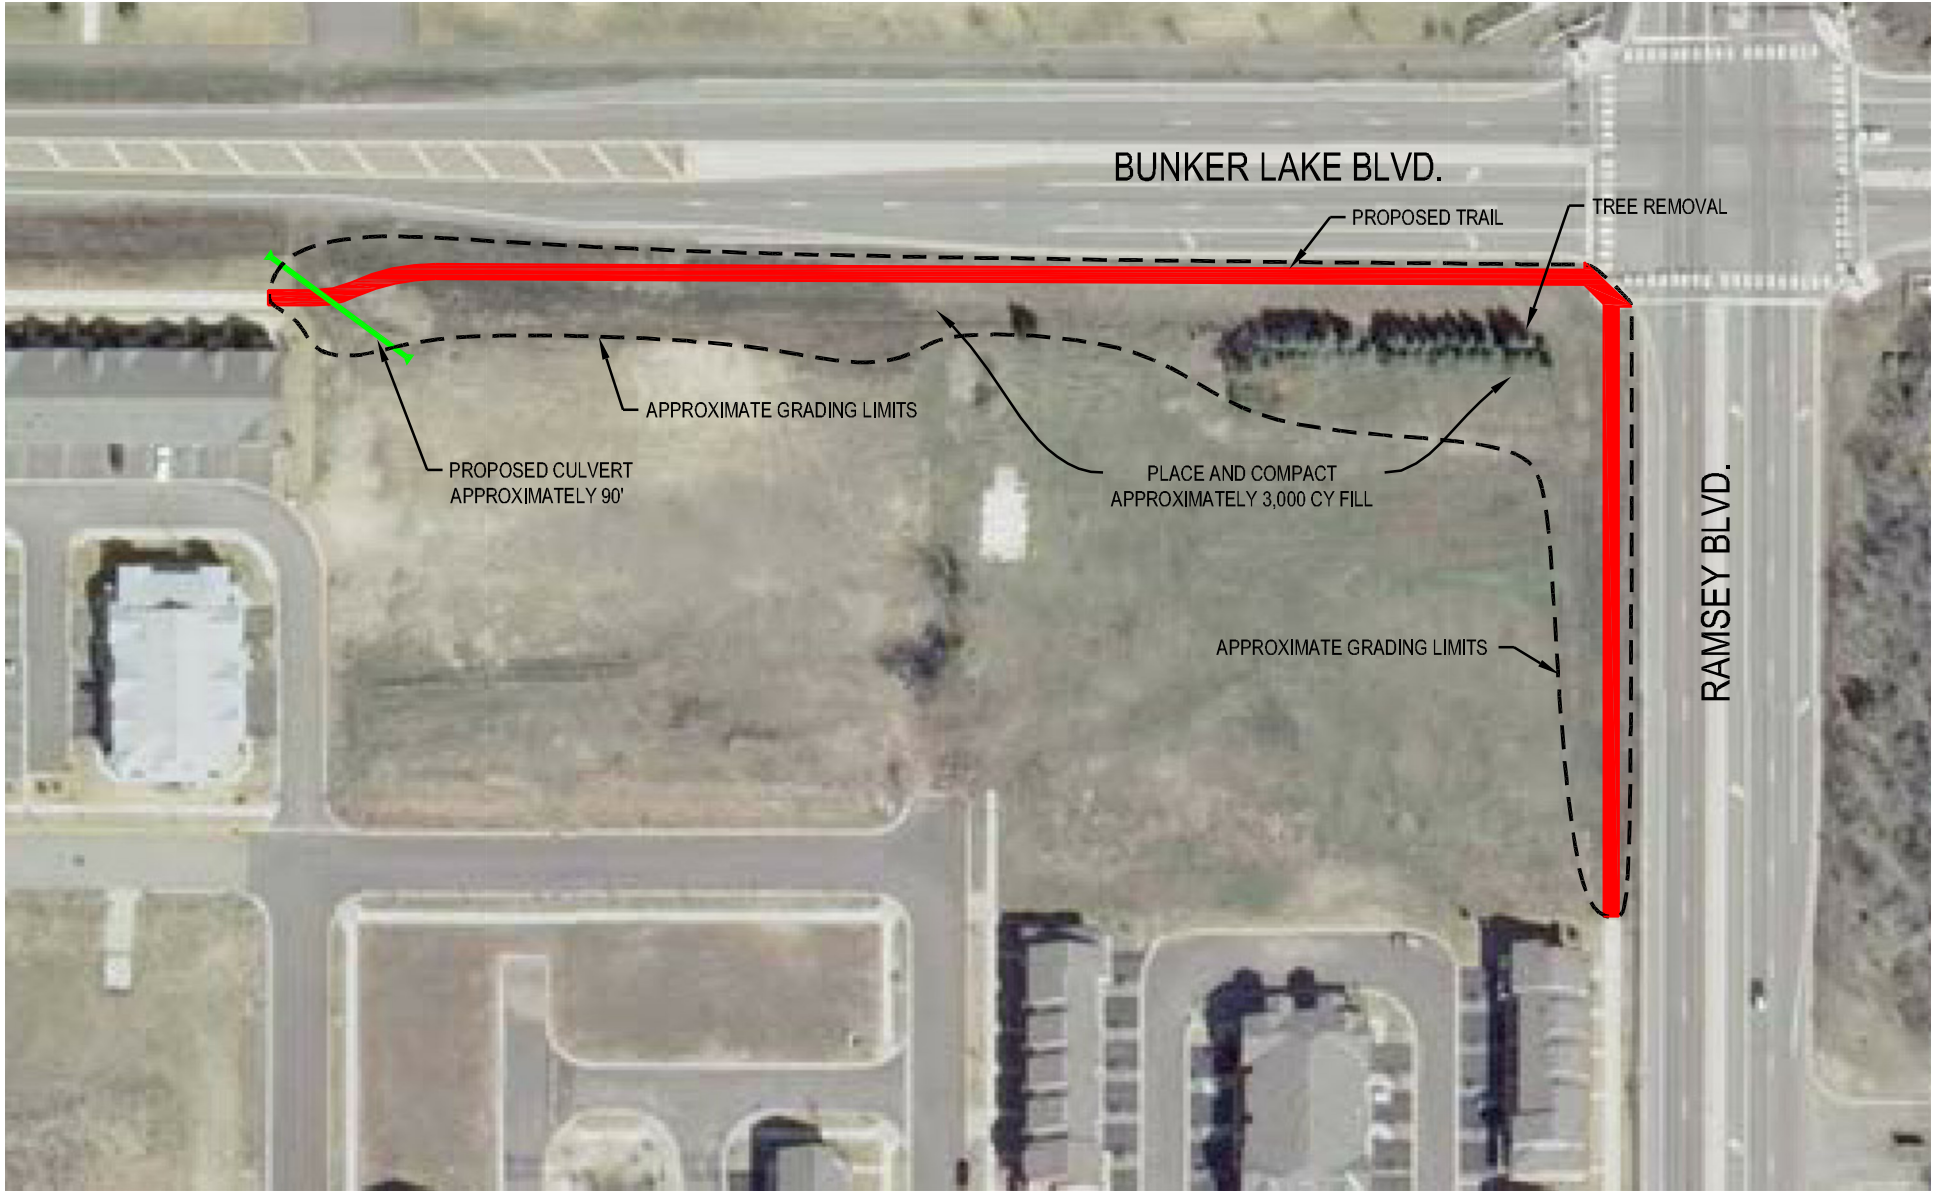 BUNKER LAKE BLVD.
TREE REMOVAL
PROPOSED TRAIL
APPROXIMATE GRADING LIMITS
PROPOSED CULVERT
APPROXIMATELY 90'
PLACE AND COMPACT
APPROXIMATELY 3,000 CY FILL
RAMSEY BLVD.
APPROXIMATE GRADING LIMITS